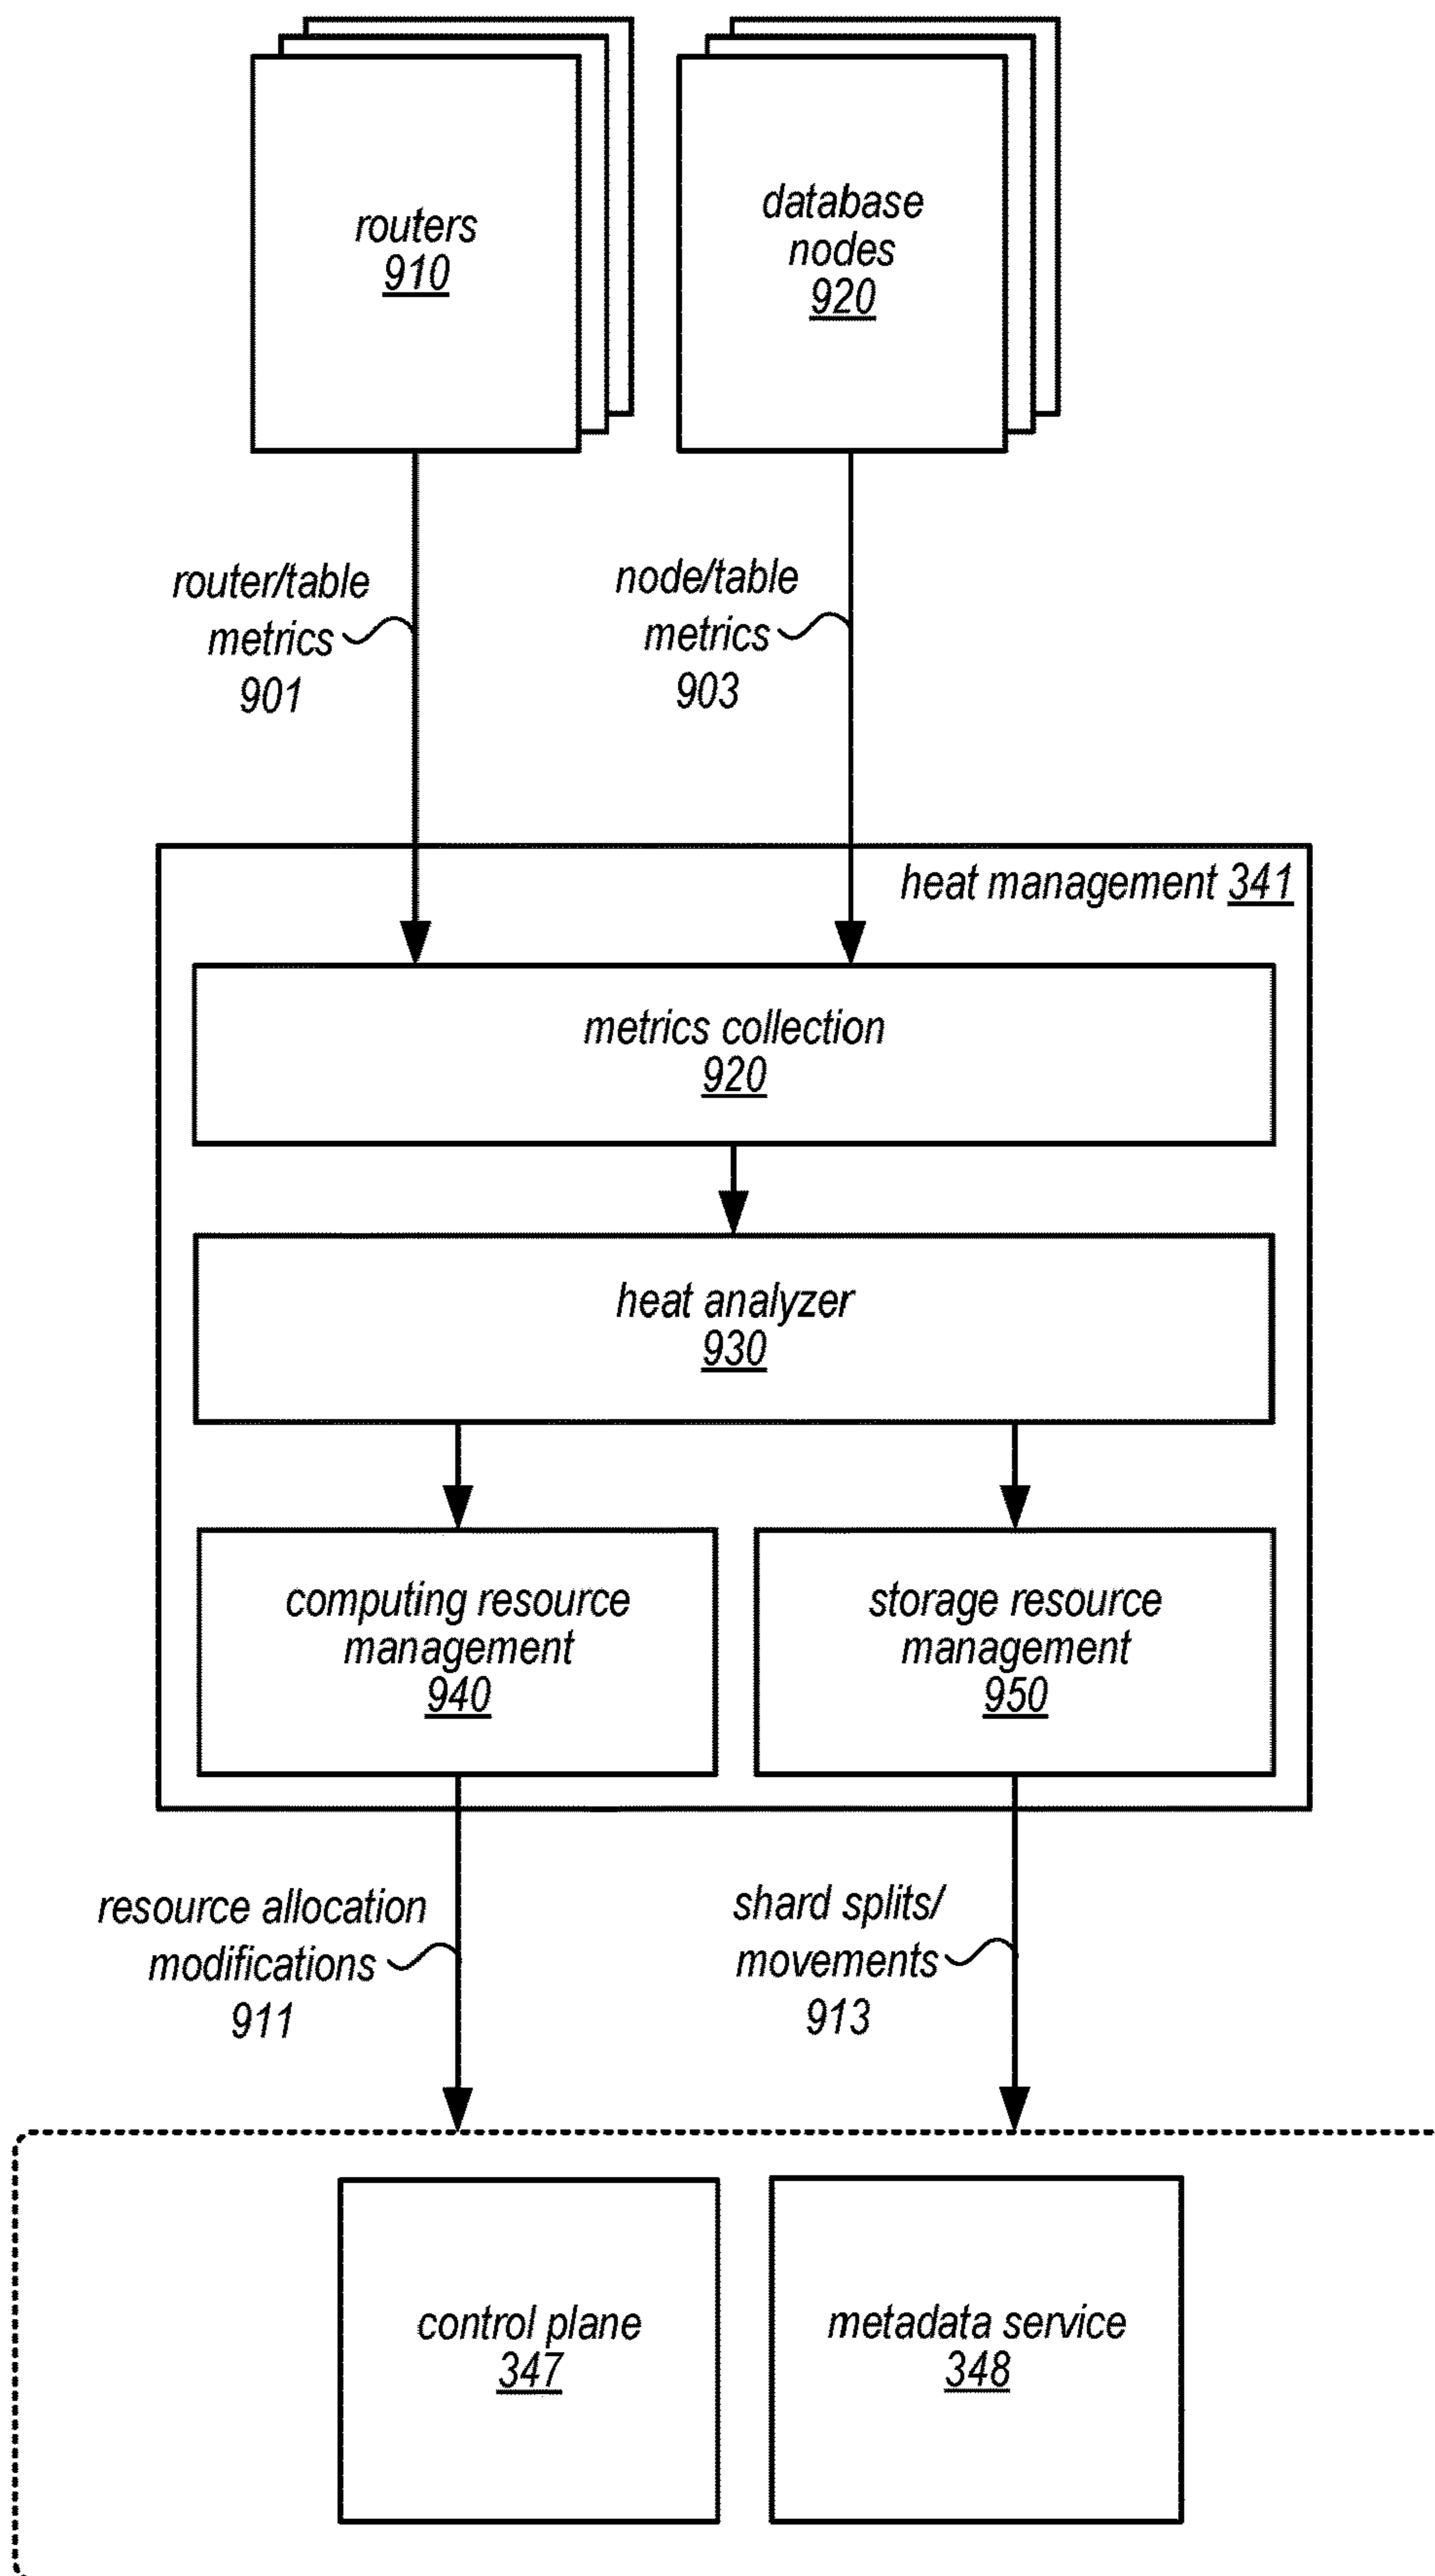 routers
910
database
nodes
920
router/table
metrics
901
node/table
metrics
903
heat management 341
metrics collection
920
heat analyzer
930
computing resource
management
940
storage resource
management
950
resource allocation
modifications
911
shard splits/
movements
913
control plane
347
metadata service
348